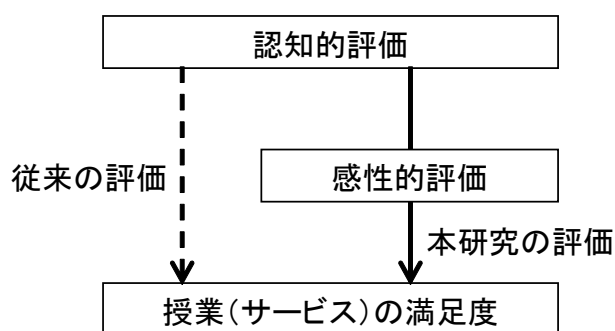 認知的評価
従来の評価
感性的評価
本研究の評価
授業(サービス)の満足度